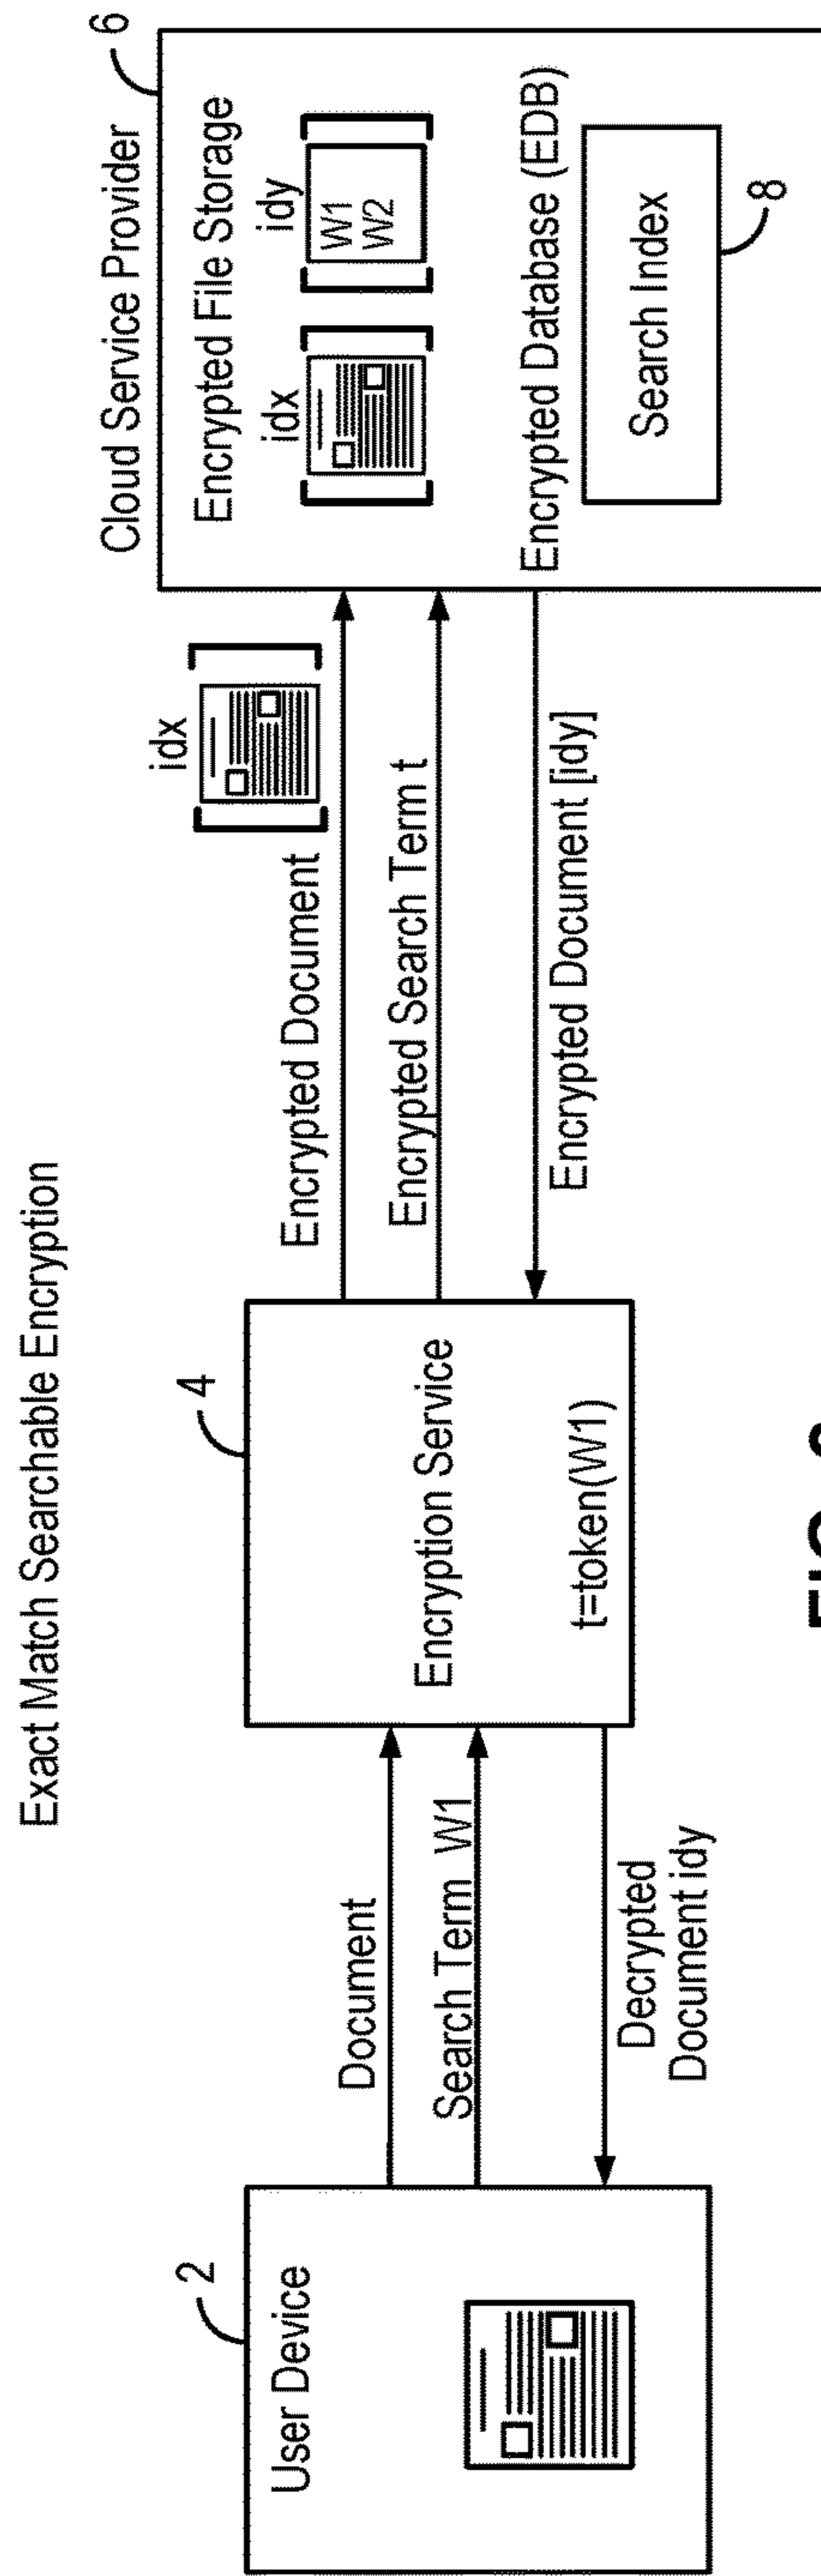 Exact Match Searchable Encryption
2
User Device
Document
Search Term W1
Decrypted
Document idy
4
Encryption Service
t=token(W1)
Encrypted Document
idx
Encrypted Search Term t
Encrypted Document [idy]
Cloud Service Provider
6
Encrypted File Storage
idx
idy
W1
W2
Encrypted Database (EDB)
Search Index
8
FIG.